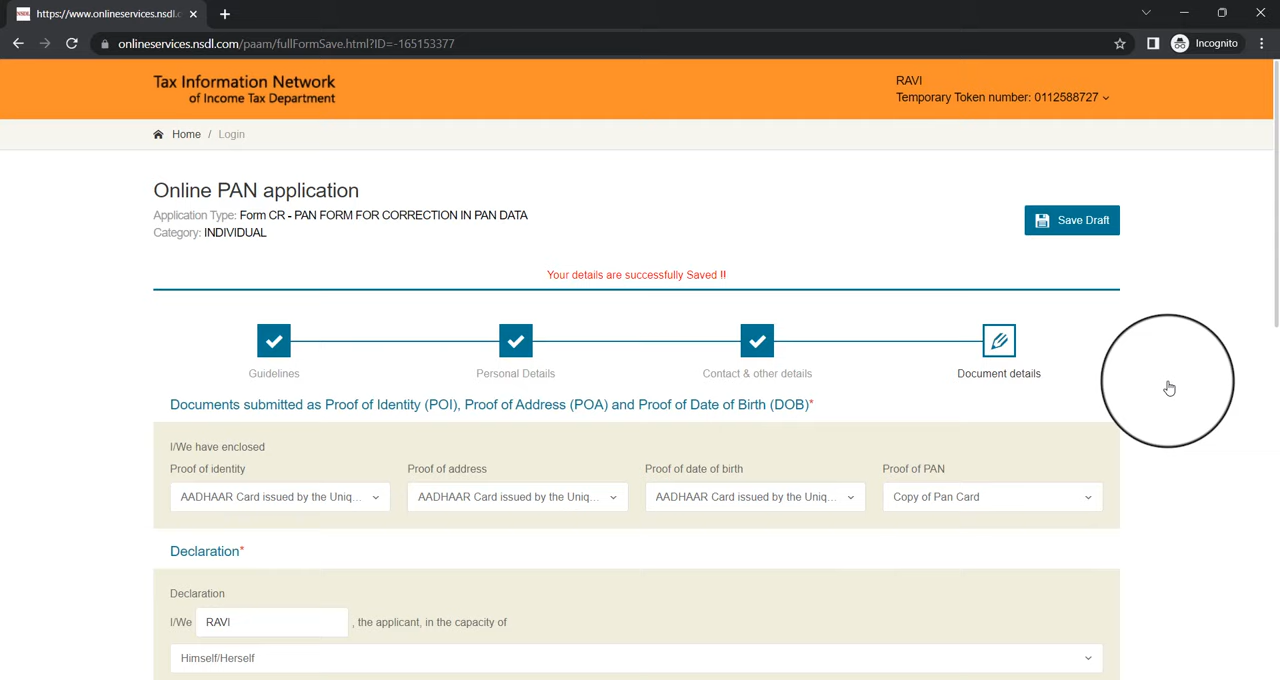 NSDL https://www.onlineservices.nsdl.c
onlineservices.nsdl.com/paam/fullFormSave.html?ID=-165153377
Incognito
Tax Information Network
of Income Tax Department
RAVI
Temporary Token number: 0112588727
Home / Login
Online PAN application
Application Type: Form CR - PAN FORM FOR CORRECTION IN PAN DATA
Category: INDIVIDUAL
Save Draft
Your details are successfully Saved !!
Guidelines
Personal Details
Contact & other details
Document details
Documents submitted as Proof of Identity (POI), Proof of Address (POA) and Proof of Date of Birth (DOB)*
I/We have enclosed
Proof of identity
Proof of address
Proof of date of birth
Proof of PAN
AADHAAR Card issued by the Uniq...
AADHAAR Card issued by the Uniq...
AADHAAR Card issued by the Uniq...
Copy of Pan Card
Declaration*
Declaration
I/We RAVI , the applicant, in the capacity of
Himself/Herself